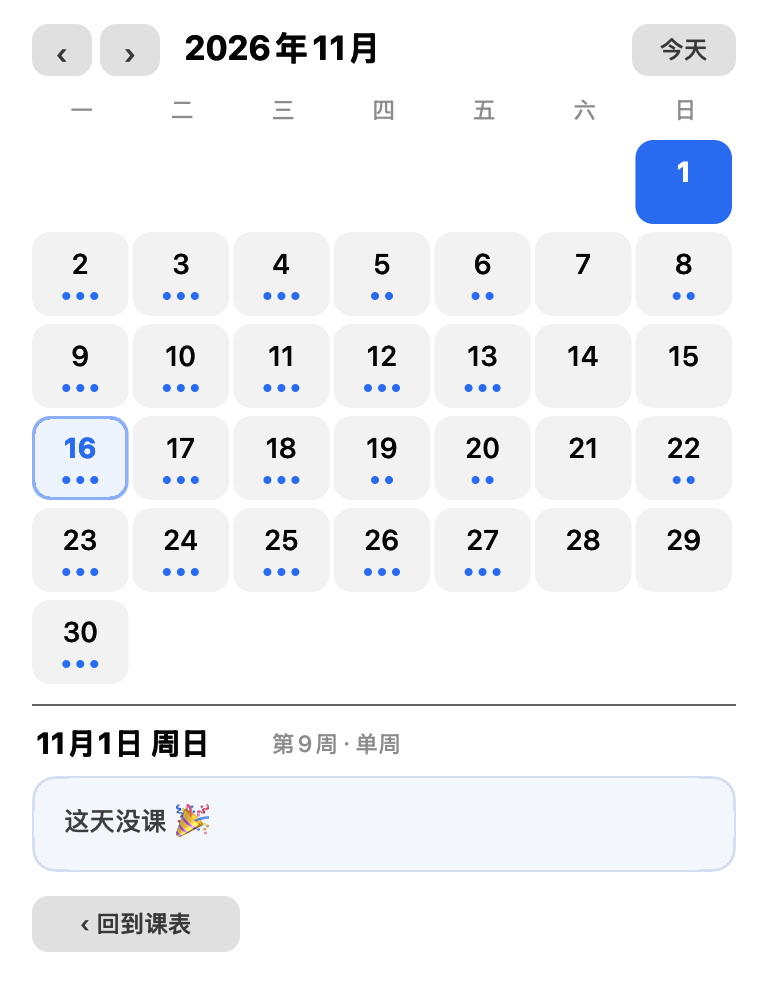 ‹ › 2026年11月 今天
一 二 三 四 五 六 日
1
2 3 4 5 6 7 8
9 10 11 12 13 14 15
16 17 18 19 20 21 22
23 24 25 26 27 28 29
30
11月1日 周日 第9周 · 单周
这天没课 🎉
‹ 回到课表